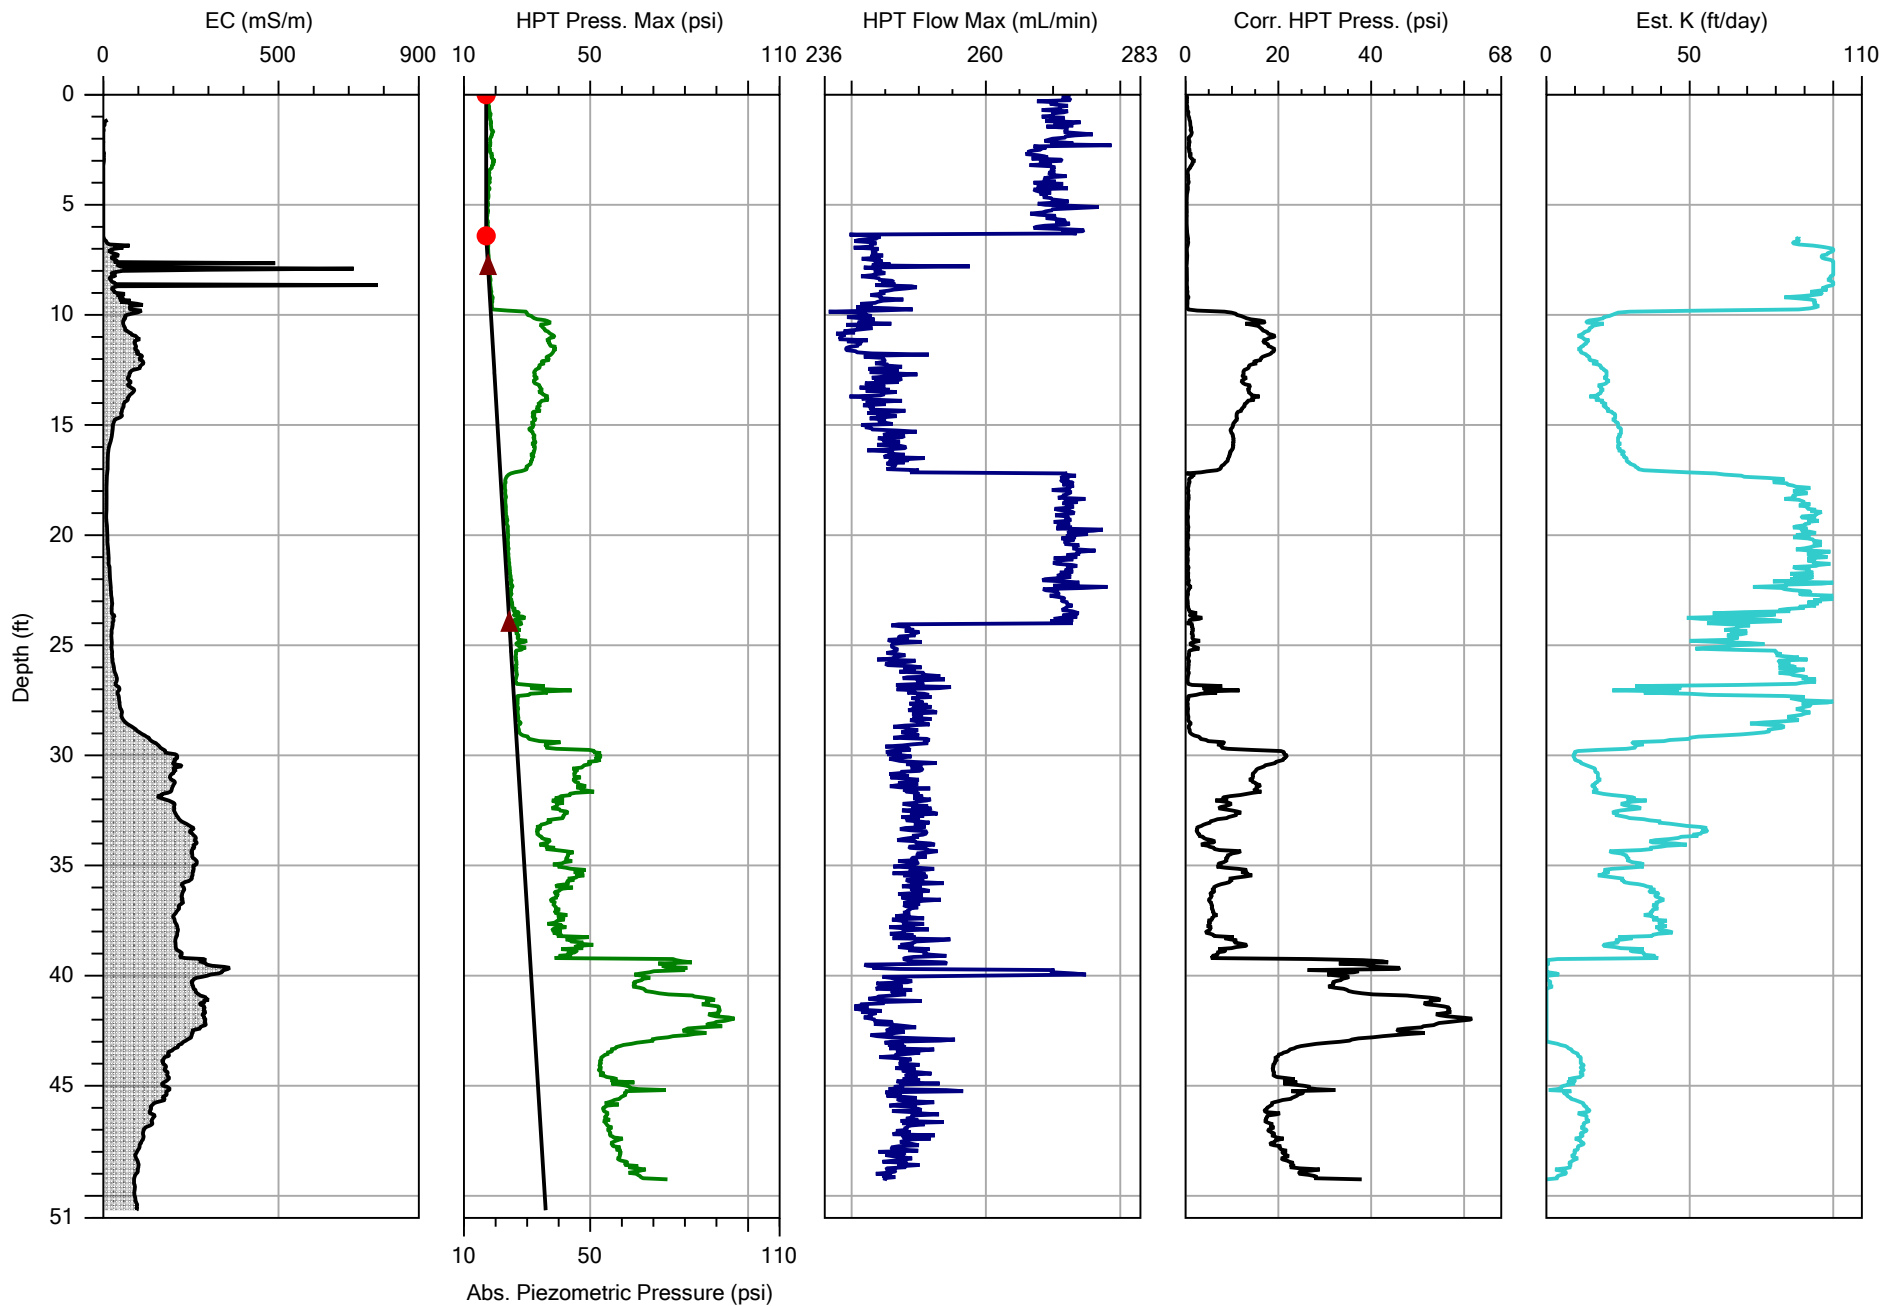 EC (mS/m) HPT Press. Max (psi) HPT Flow Max (mL/min) Corr. HPT Press. (psi) Est. K (ft/day)
0 500 900 10 50 110 236 260 283 0 20 40 68 0 50 110
0
5
10
15
20
25
30
35
40
45
51
Depth (ft)
10 50 110
Abs. Piezometric Pressure (psi)